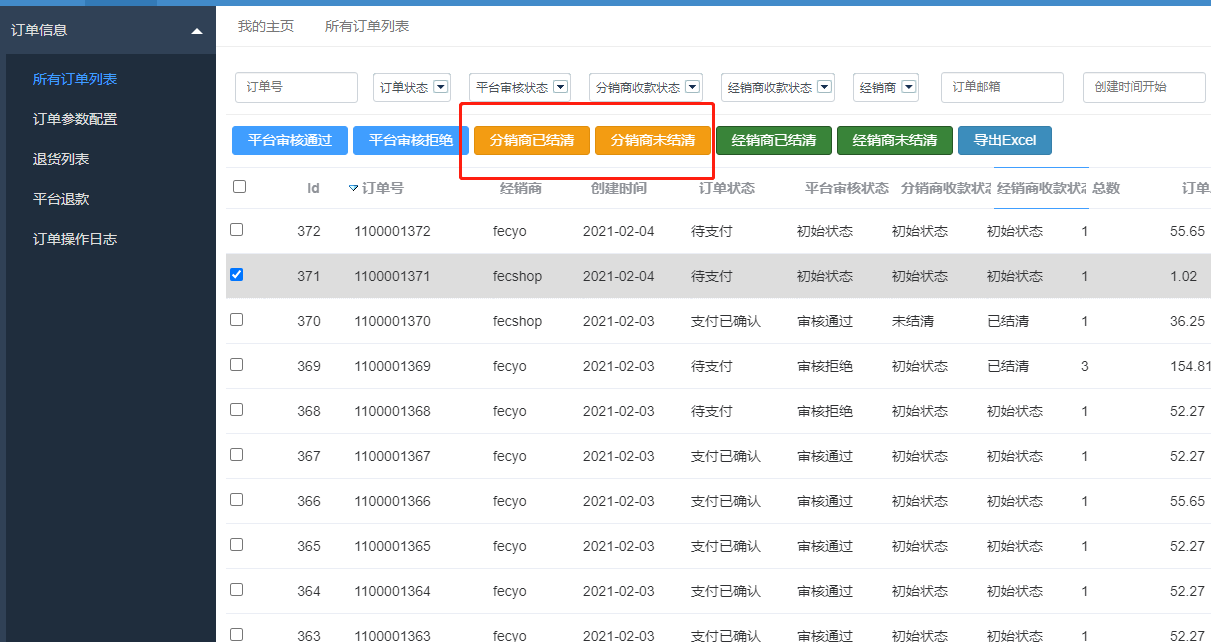 订单信息
所有订单列表
订单参数配置
退货列表
平台退款
订单操作日志
我的主页 所有订单列表
订单号 订单状态 平台审核状态 分销商收款状态 经销商收款状态 经销商 订单邮箱 创建时间开始
平台审核通过 平台审核拒绝 分销商已结清 分销商未结清 经销商已结清 经销商未结清 导出Excel
Id 订单号 经销商 创建时间 订单状态 平台审核状态 分销商收款状态 经销商收款状态 总数 订单
372 1100001372 fecyo 2021-02-04 待支付 初始状态 初始状态 初始状态 1 55.65
371 1100001371 fecshop 2021-02-04 待支付 初始状态 初始状态 初始状态 1 1.02
370 1100001370 fecshop 2021-02-03 支付已确认 审核通过 未结清 已结清 1 36.25
369 1100001369 fecyo 2021-02-03 待支付 审核拒绝 初始状态 已结清 3 154.81
368 1100001368 fecyo 2021-02-03 待支付 审核拒绝 初始状态 初始状态 1 52.27
367 1100001367 fecyo 2021-02-03 支付已确认 审核通过 初始状态 初始状态 1 52.27
366 1100001366 fecyo 2021-02-03 支付已确认 审核通过 初始状态 初始状态 1 55.65
365 1100001365 fecyo 2021-02-03 支付已确认 审核通过 初始状态 初始状态 1 52.27
364 1100001364 fecyo 2021-02-03 支付已确认 审核通过 初始状态 初始状态 1 52.27
363 1100001363 fecyo 2021-02-03 支付已确认 审核通过 初始状态 初始状态 1 52.27